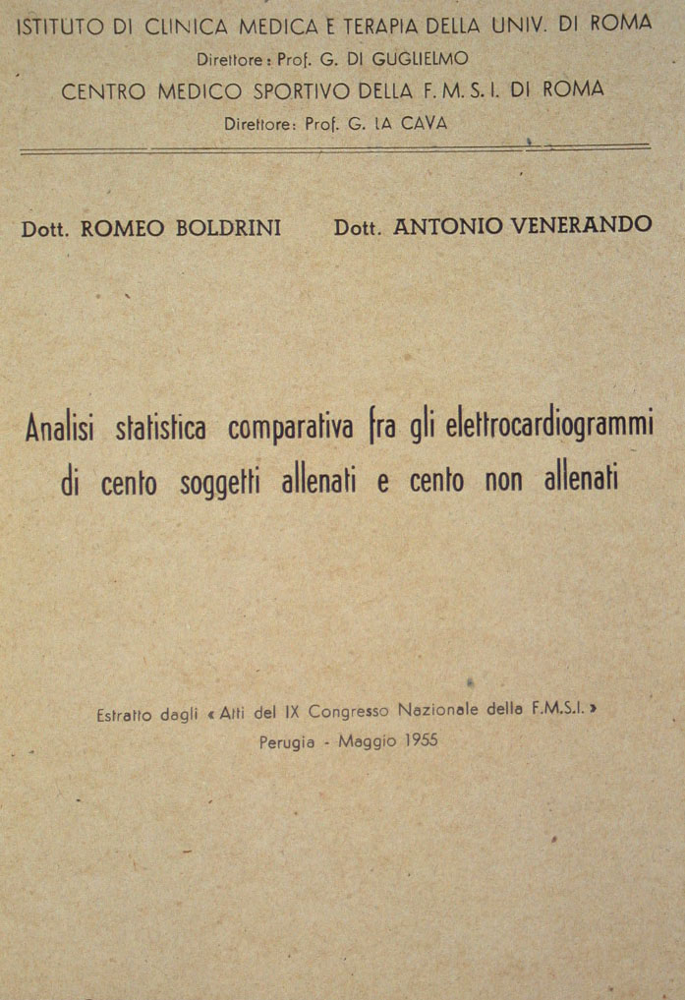 ISTITUTO DI CLINICA MEDICA E TERAPIA DELLA UNIV. DI ROMA
Direttore: Prof. G. DI GUGLIELMO
CENTRO MEDICO SPORTIVO DELLA F. M. S. I. DI ROMA
Direttore: Prof. G. LA CAVA
Dott. ROMEO BOLDRINI Dott. ANTONIO VENERANDO
Analisi statistica comparativa fra gli elettrocardiogrammi
di cento soggetti allenati e cento non allenati
Estratto dagli « Atti del IX Congresso Nazionale della F.M.S.I. »
Perugia - Maggio 1955